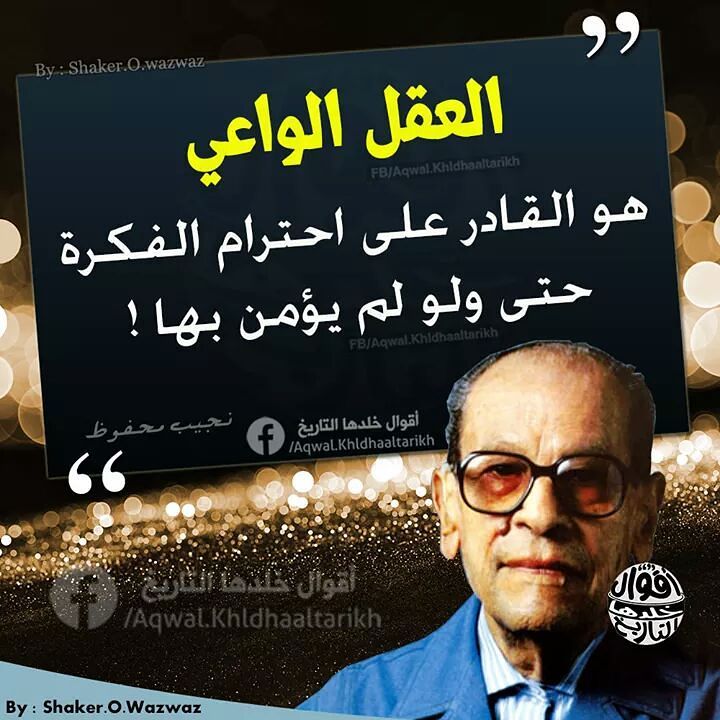 By : Shaker.O.wazwaz
العقل الواعي
FB/Aqwal.Khldhaaltarikh
هو القادر على احترام الفكرة
حتى ولو لم يؤمن بها !
FB/Aqwal.Khldhaaltarikh
نجيب محفوظ
أقوال خلدها التاريخ
/Aqwal.Khldhaaltarikh
أقوال خلدها التاريخ
/Aqwal.Khldhaaltarikh
أقوال
خلدها
التاريخ
By : Shaker.O.Wazwaz